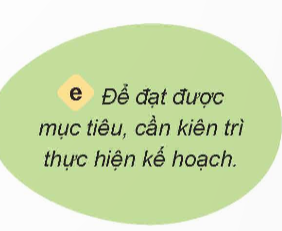 e Để đạt được
mục tiêu, cần kiên trì
thực hiện kế hoạch.